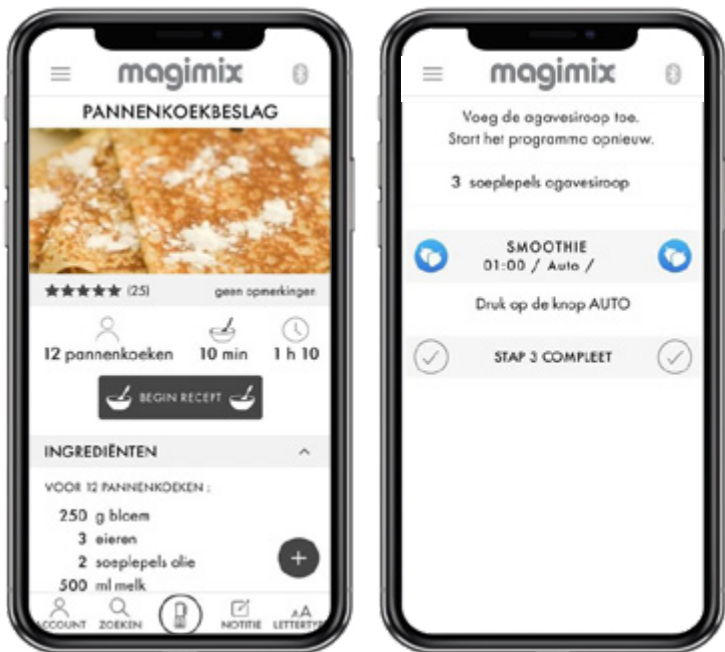 magimix
PANNENKOEKBESLAG
★★★★★ (25) geen opmerkingen
12 pannenkoeken 10 min 1 h 10
BEGIN RECEPT
INGREDIËNTEN
VOOR 12 PANNENKOEKEN :
250 g bloem
3 eieren
2 soeplepels olie
500 ml melk
ACCOUNT ZOEKEN NOTITIE LETTERTYP
magimix
Voeg de agavesiroop toe.
Start het programma opnieuw.
3 soeplepels agavesiroop
SMOOTHIE
01:00 / Auto /
Druk op de knop AUTO
STAP 3 COMPLEET